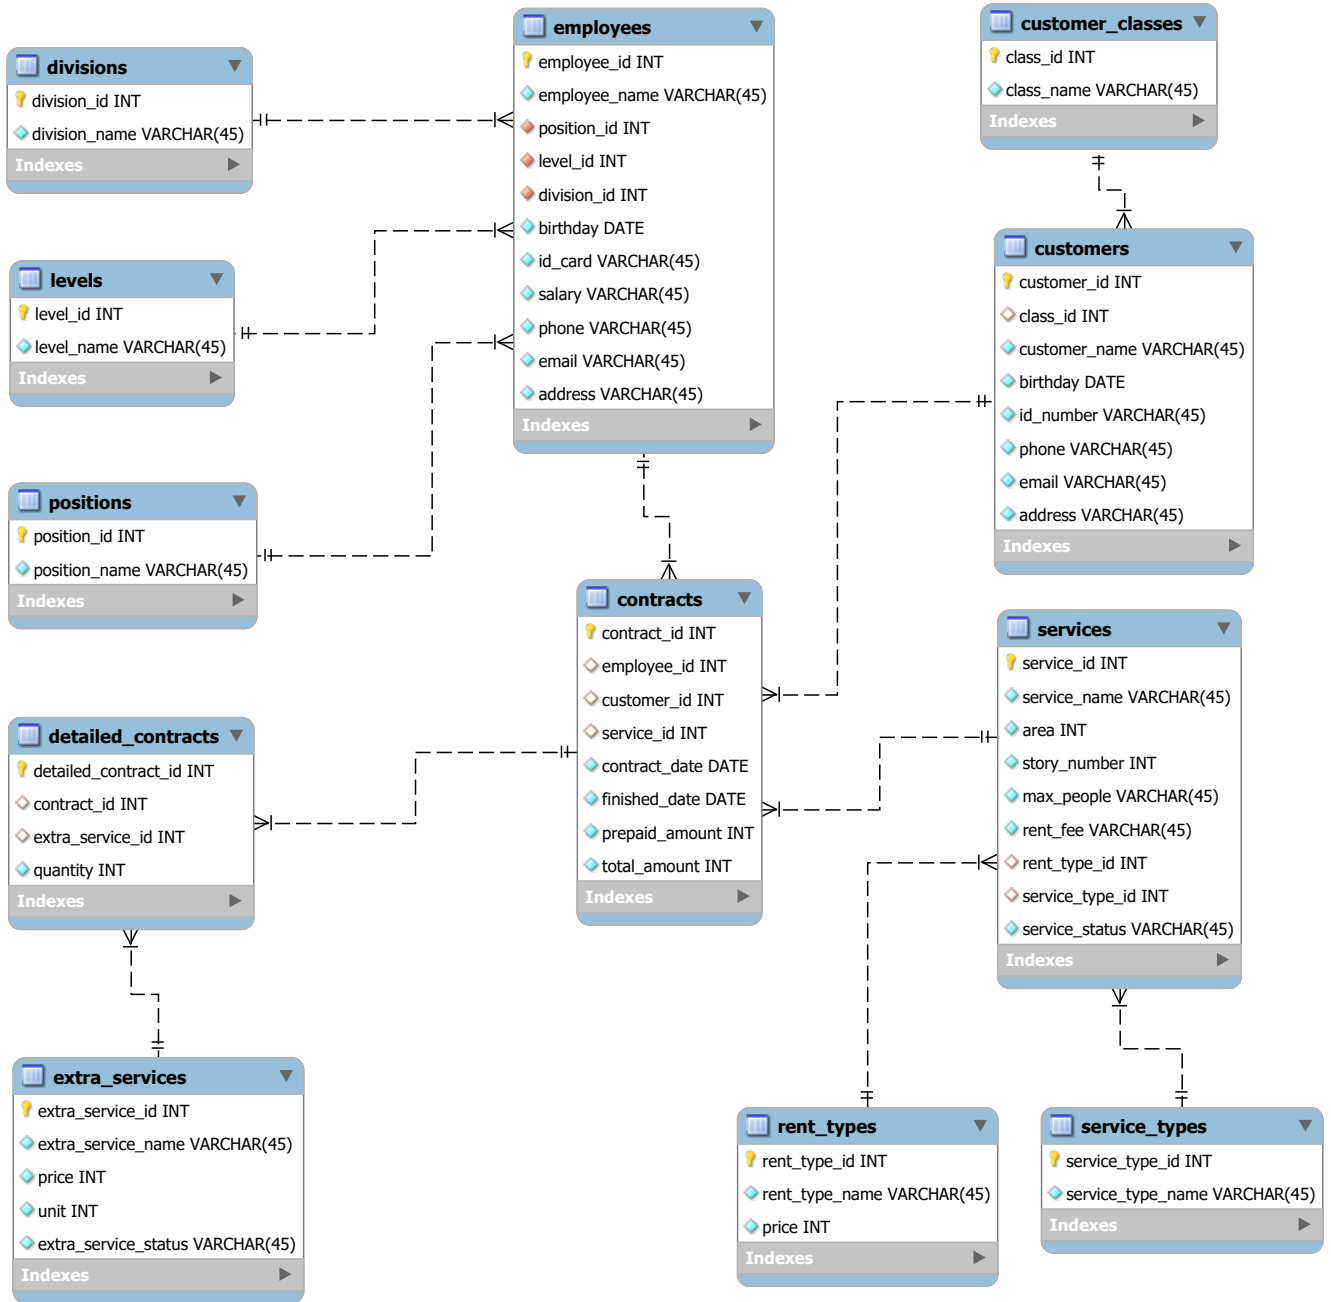 divisions
division_id INT
division_name VARCHAR(45)
Indexes
levels
level_id INT
level_name VARCHAR(45)
Indexes
positions
position_id INT
position_name VARCHAR(45)
Indexes
detailed_contracts
detailed_contract_id INT
contract_id INT
extra_service_id INT
quantity INT
Indexes
extra_services
extra_service_id INT
extra_service_name VARCHAR(45)
price INT
unit INT
extra_service_status VARCHAR(45)
Indexes
employees
employee_id INT
employee_name VARCHAR(45)
position_id INT
level_id INT
division_id INT
birthday DATE
id_card VARCHAR(45)
salary VARCHAR(45)
phone VARCHAR(45)
email VARCHAR(45)
address VARCHAR(45)
Indexes
contracts
contract_id INT
employee_id INT
customer_id INT
service_id INT
contract_date DATE
finished_date DATE
prepaid_amount INT
total_amount INT
Indexes
customer_classes
class_id INT
class_name VARCHAR(45)
Indexes
customers
customer_id INT
class_id INT
customer_name VARCHAR(45)
birthday DATE
id_number VARCHAR(45)
phone VARCHAR(45)
email VARCHAR(45)
address VARCHAR(45)
Indexes
services
service_id INT
service_name VARCHAR(45)
area INT
story_number INT
max_people VARCHAR(45)
rent_fee VARCHAR(45)
rent_type_id INT
service_type_id INT
service_status VARCHAR(45)
Indexes
rent_types
rent_type_id INT
rent_type_name VARCHAR(45)
price INT
Indexes
service_types
service_type_id INT
service_type_name VARCHAR(45)
Indexes